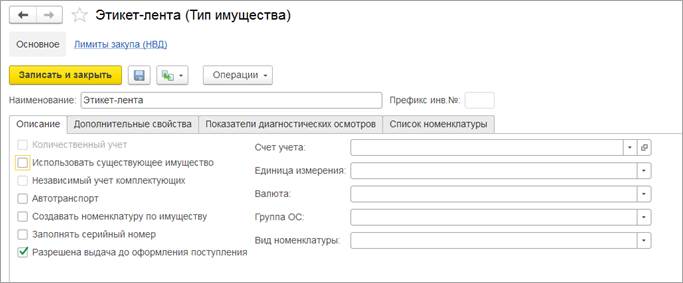 Этикет-лента (Тип имущества)
Основное Лимиты закупа (НВД)
Записать и закрыть Операции
Наименование: Этикет-лента Префикс инв.№:
Описание Дополнительные свойства Показатели диагностических осмотров Список номенклатуры
Количественный учет Счет учета:
Использовать существующее имущество Единица измерения:
Независимый учет комплектующих Валюта:
Автотранспорт
Создавать номенклатуру по имуществу Группа ОС:
Заполнять серийный номер Вид номенклатуры:
Разрешена выдача до оформления поступления